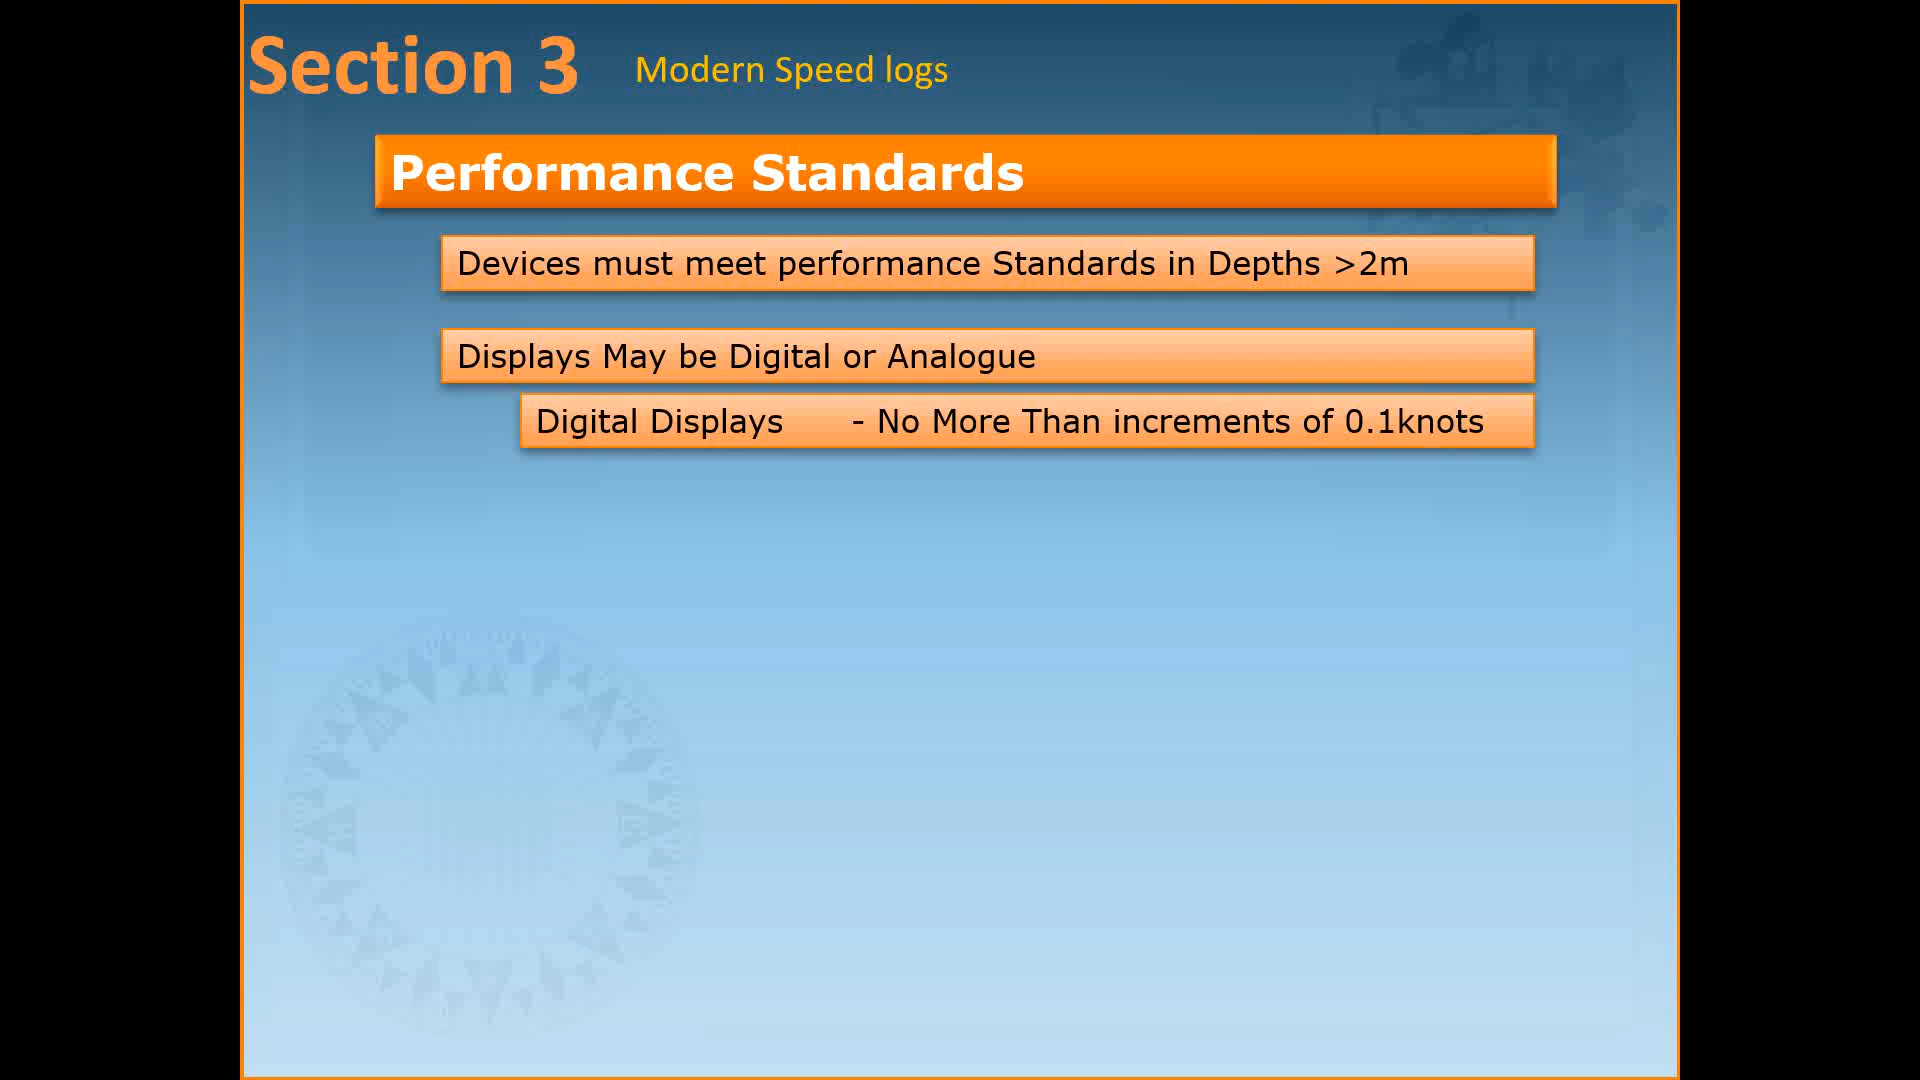 Section 3 Modern Speed logs
Performance Standards
Devices must meet performance Standards in Depths >2m
Displays May be Digital or Analogue
Digital Displays - No More Than increments of 0.1knots